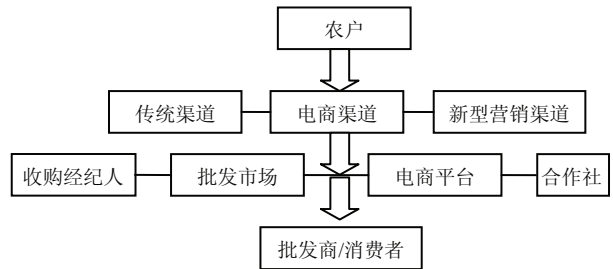 农户
传统渠道 电商渠道 新型营销渠道
收购经纪人 批发市场 电商平台 合作社
批发商/消费者